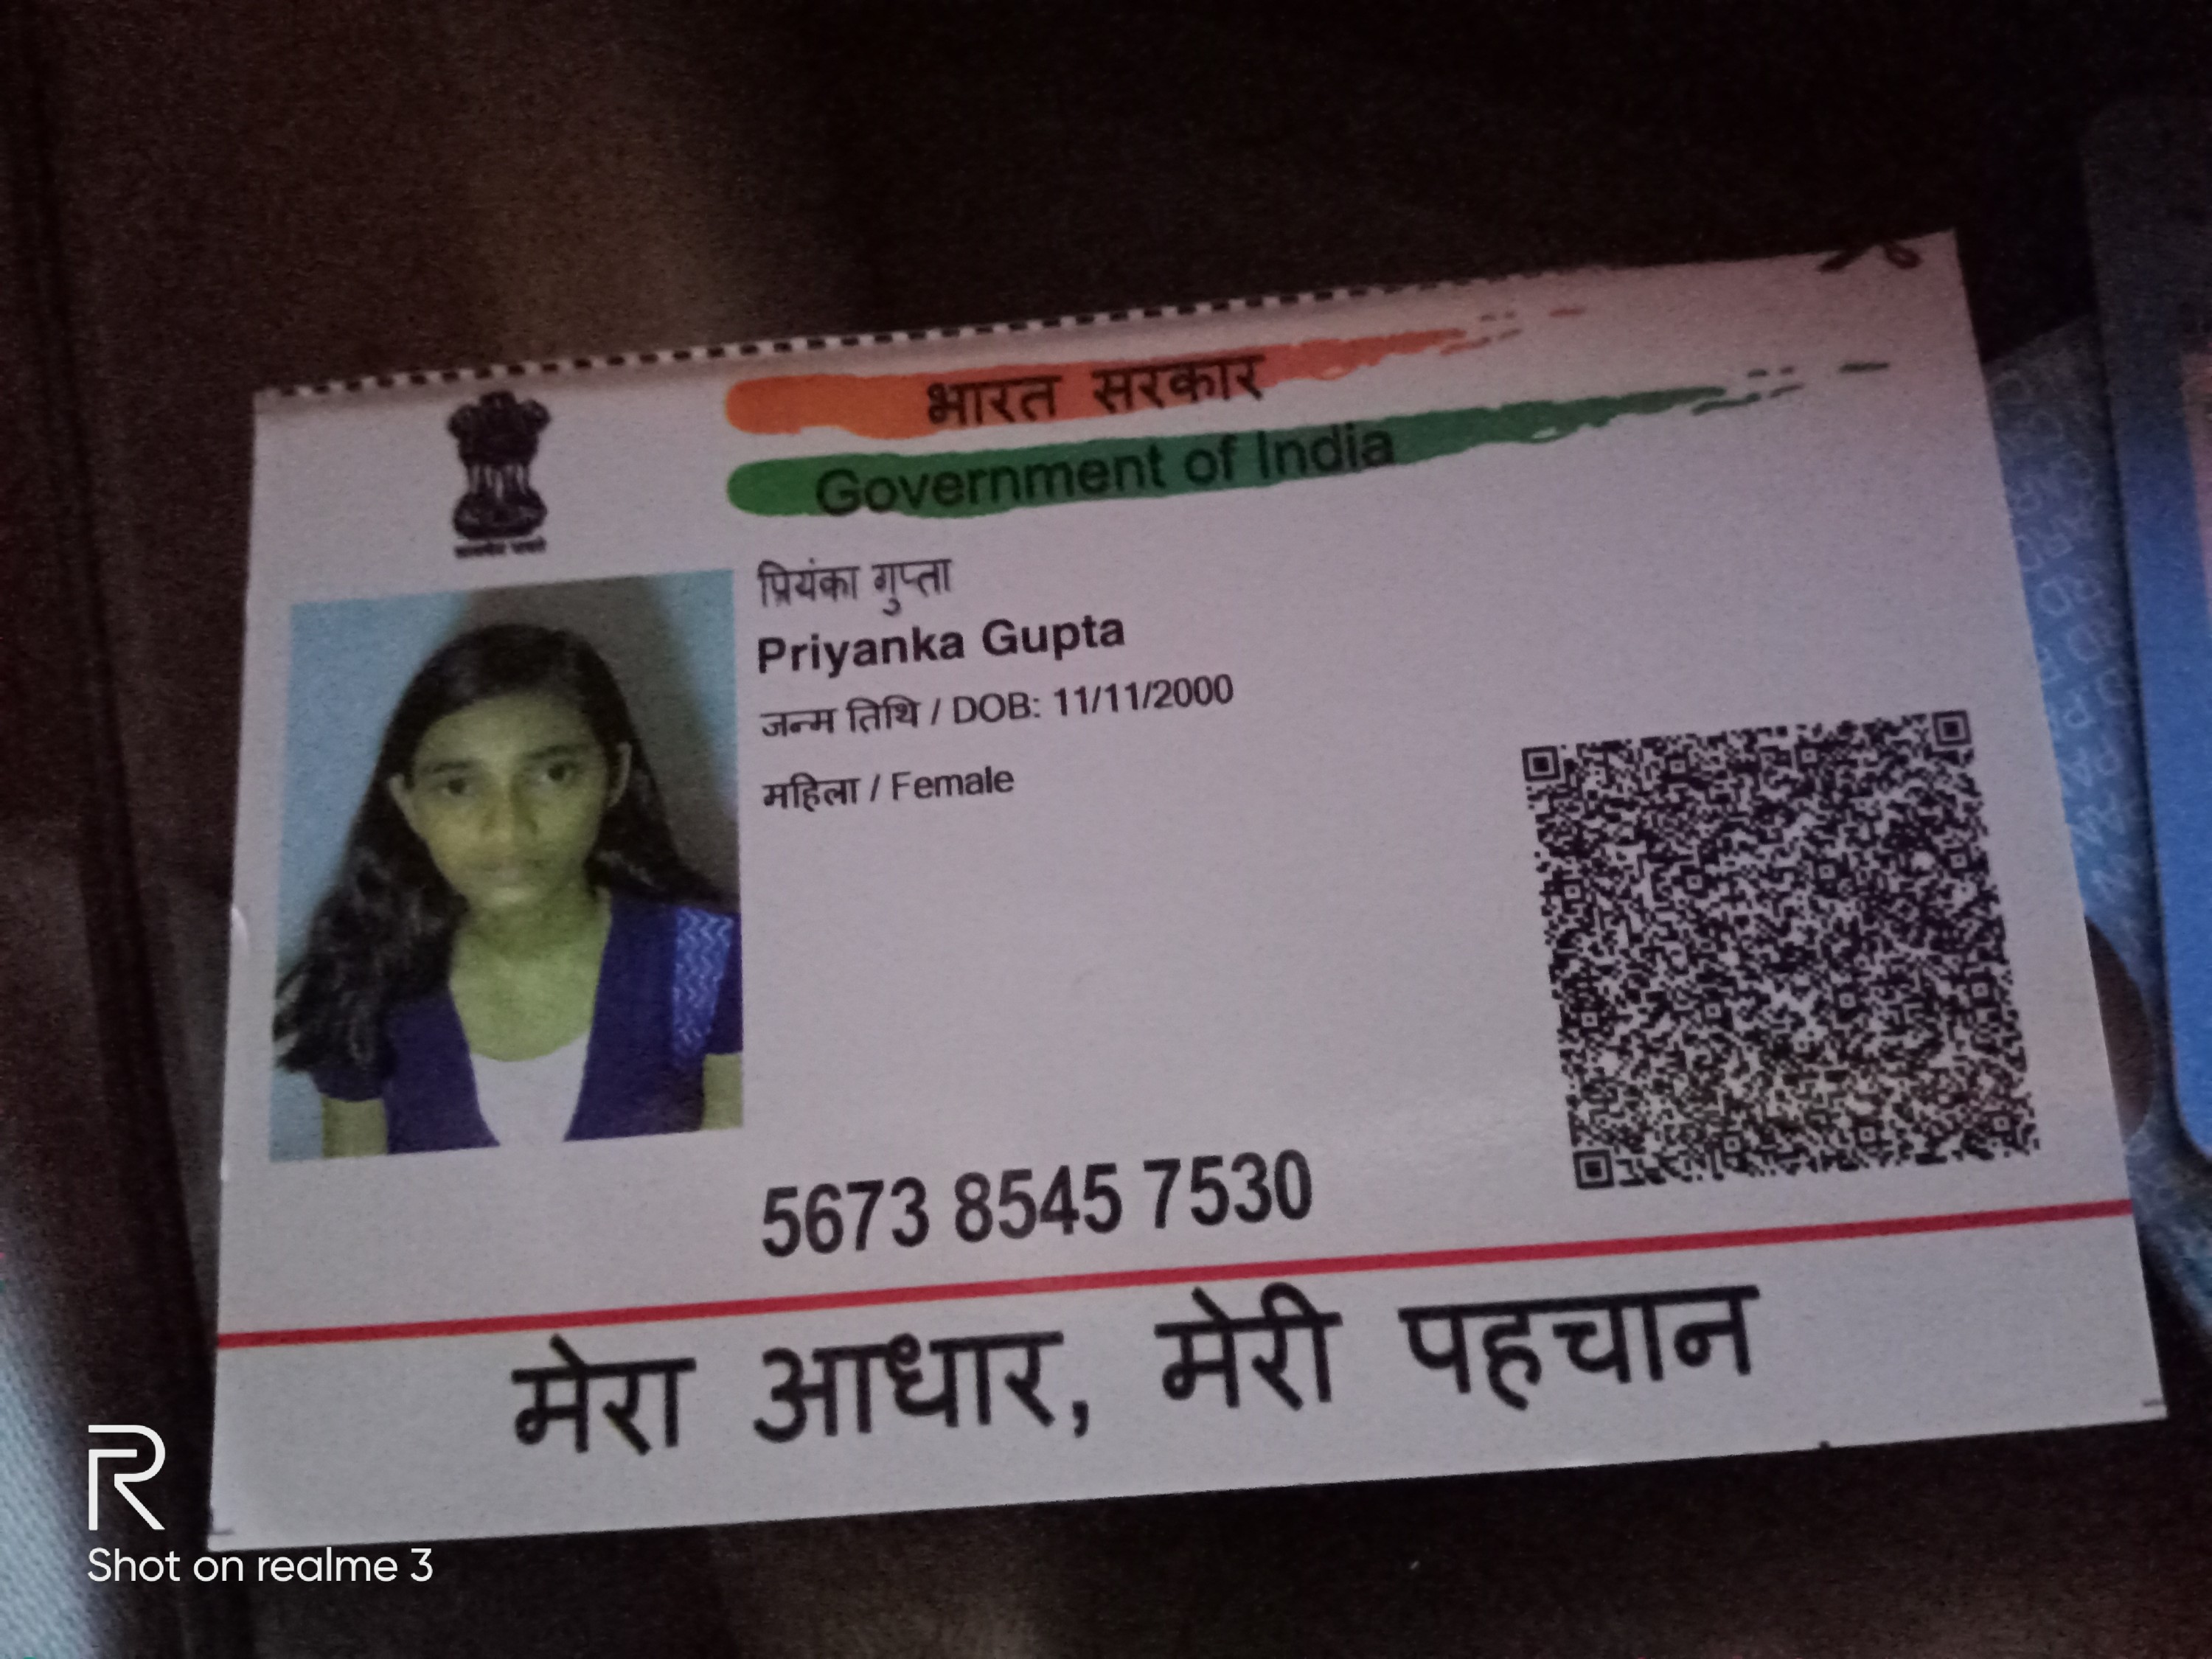 भारत सरकार
Government of India
प्रियंका गुप्ता
Priyanka Gupta
जन्म तिथि / DOB: 11/11/2000
महिला / Female
5673 8545 7530
मेरा आधार, मेरी पहचान
R
Shot on realme 3